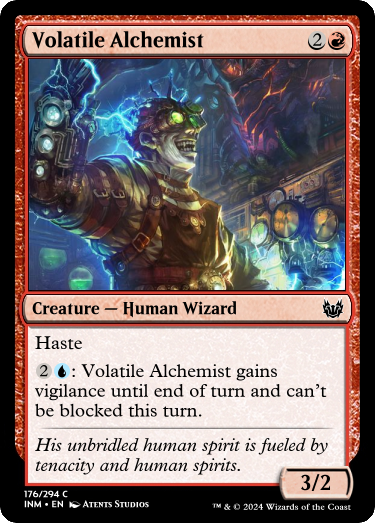 Volatile Alchemist 2
Creature — Human Wizard
Haste
2: Volatile Alchemist gains
vigilance until end of turn and can't
be blocked this turn.
His unbridled human spirit is fueled by
tenacity and human spirits.
3/2
176/294 C
INM • EN Atents Studios
™ & © 2024 Wizards of the Coast